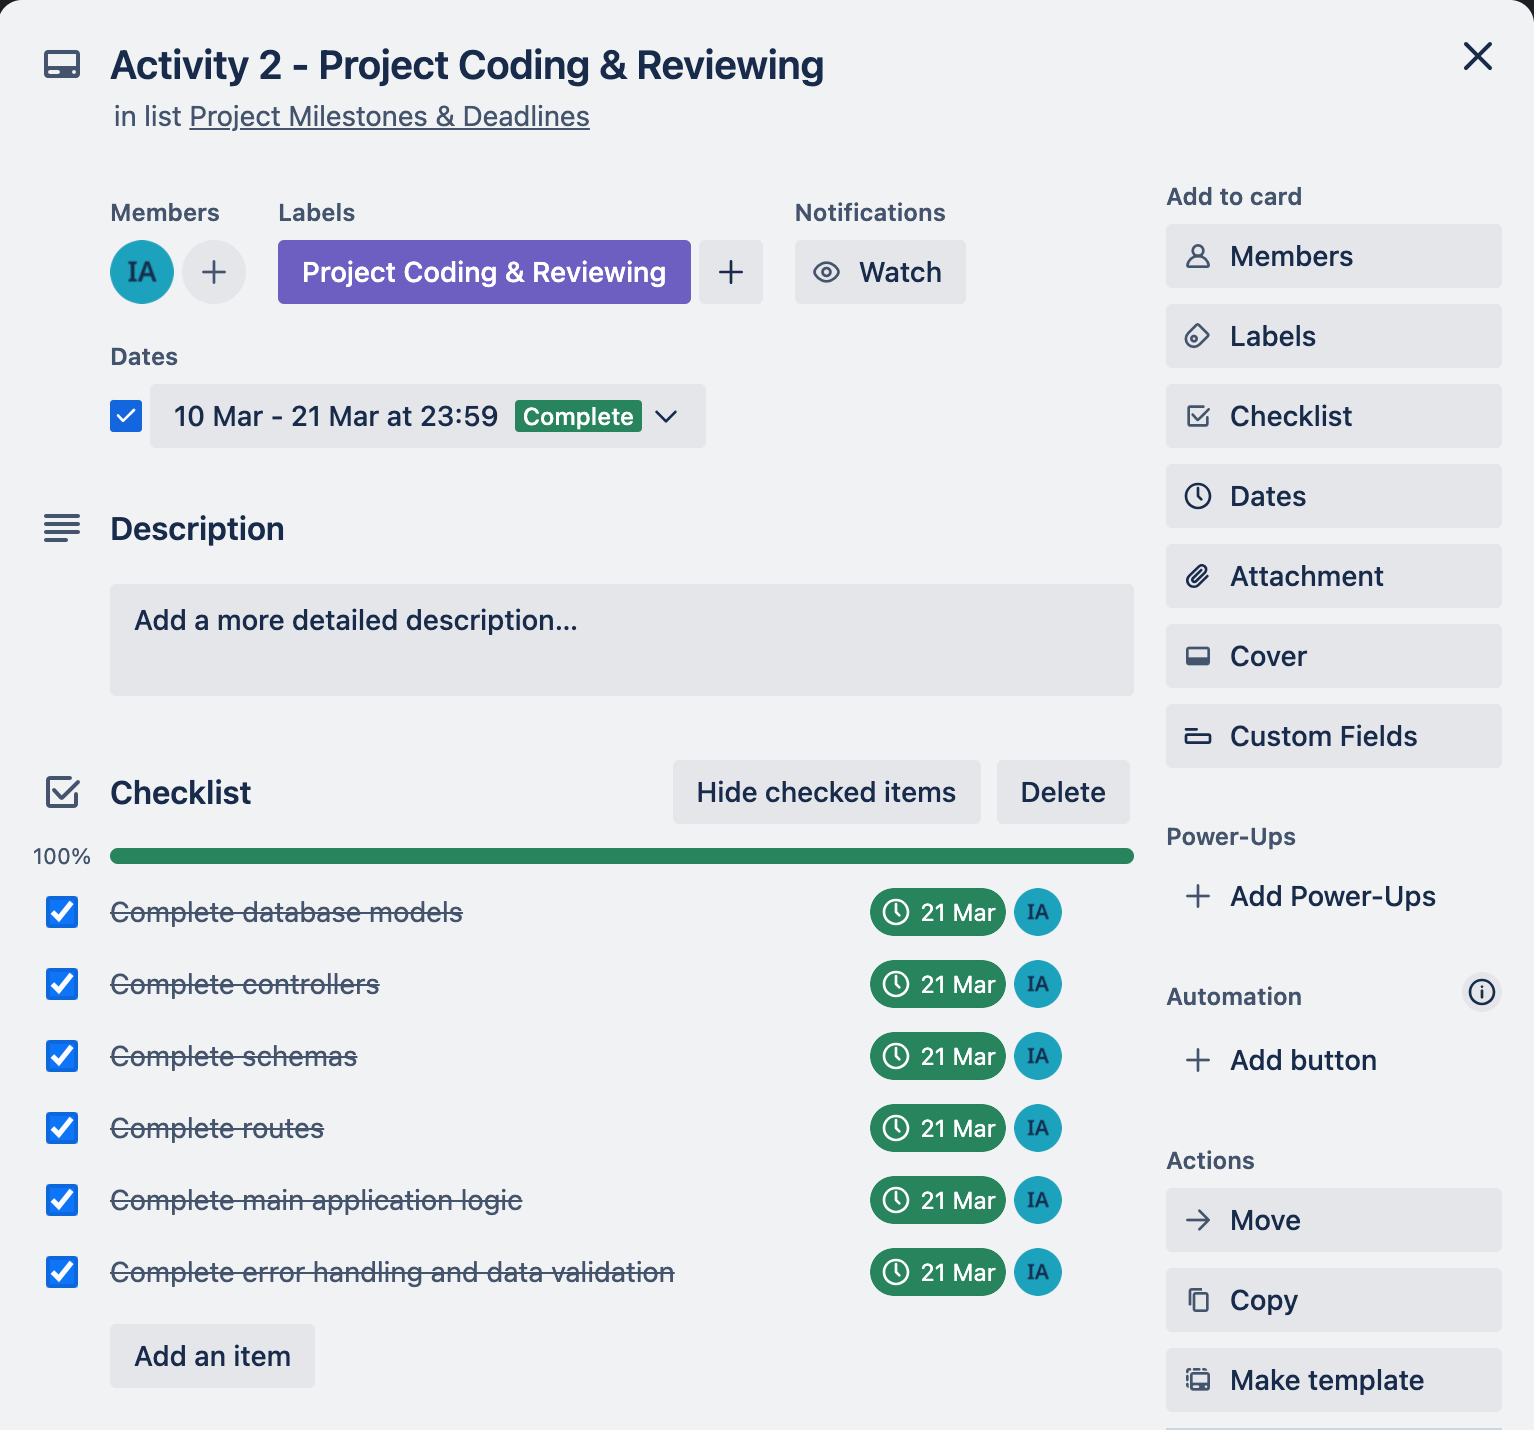 Activity 2 - Project Coding & Reviewing
in list Project Milestones & Deadlines
Members
Labels
Notifications
IA
Project Coding & Reviewing
Watch
Dates
10 Mar - 21 Mar at 23:59 Complete
Description
Add a more detailed description...
Checklist
Hide checked items
Delete
100%
Complete database models 21 Mar IA
Complete controllers 21 Mar IA
Complete schemas 21 Mar IA
Complete routes 21 Mar IA
Complete main application logic 21 Mar IA
Complete error handling and data validation 21 Mar IA
Add an item
Add to card
Members
Labels
Checklist
Dates
Attachment
Cover
Custom Fields
Power-Ups
Add Power-Ups
Automation
Add button
Actions
Move
Copy
Make template